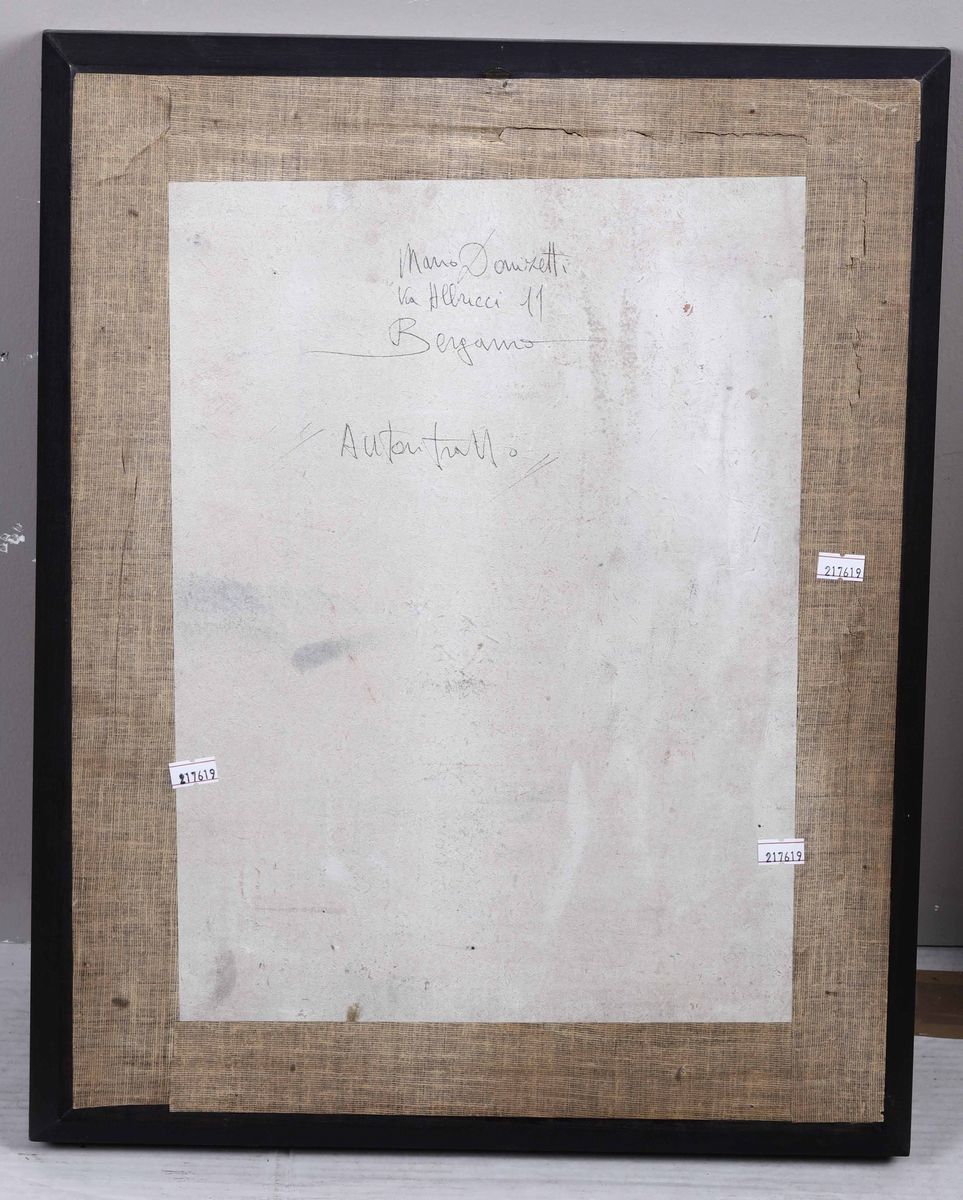 Mario Donizetti
Via Albricci 11
Bergamo
"Autoritratto"
217619
217619
217619